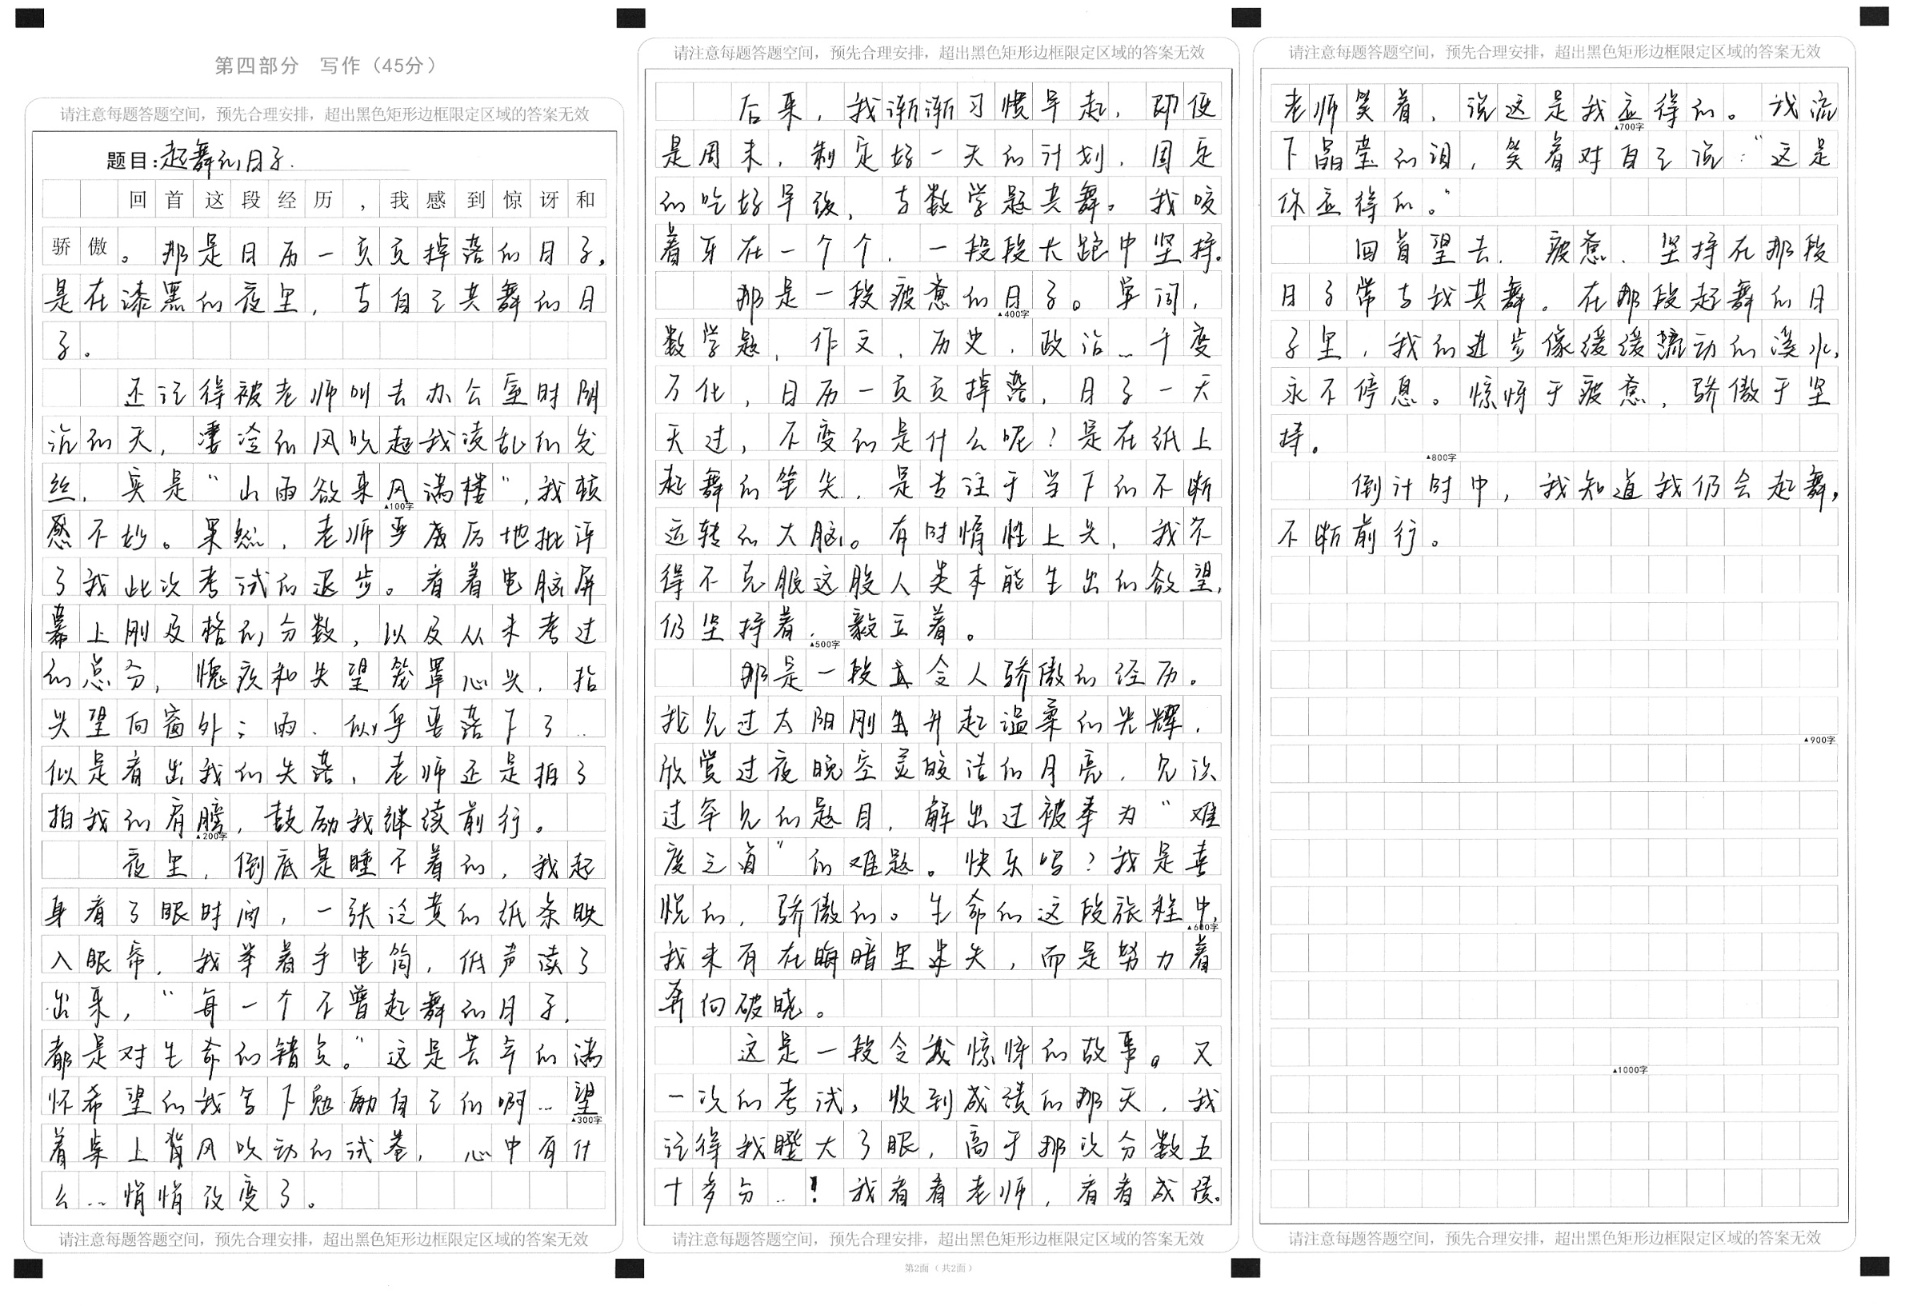 第四部分 写作（45分）
请注意每题答题空间，预先合理安排，超出黑色矩形边框限定区域的答案无效
题目：起舞的日子.
回首这段经历，我感到惊讶和
骄傲。那是日历一页页掉落的日子，
是在漆黑的夜里，与自己共舞的日
子。
还记得被老师叫去办公室时阴
沉的天，凄冷的风吹起我凌乱的发
丝，实是“山雨欲来风满楼”，我顿
▲100字
感不妙。果然，老师严肃厉地批评
了我此次考试的退步。看着电脑屏
幕上刚及格的分数，以及从未考过
的总分，愧疚和失望笼罩心头，抬
头望向窗外；雨、似乎要落下了…
似是看出我的失落，老师还是拍了
拍我的肩膀，鼓励我继续前行。
▲200字
夜里，倒底是睡不着的，我起
身看了眼时间，一张泛黄的纸条映
入眼帘，我举着手电筒，低声读了
出来，“每一个不曾起舞的日子，
都是对生命的辜负。”这是去年的满
怀希望的我写下勉励自己的啊…望
▲300字
着桌上背风吹动的试卷，心中有什
么…悄悄改变了。
请注意每题答题空间，预先合理安排，超出黑色矩形边框限定区域的答案无效
请注意每题答题空间，预先合理安排，超出黑色矩形边框限定区域的答案无效
后来，我渐渐习惯早起，即便
是周末，制定好一天的计划，固定
的吃好早饭，与数学题共舞。我咬
着牙在一个个，一段段大跑中坚持。
那是一段疲惫的日子。字词，
▲400字
数学题，作文，历史，政治…千变
万化，日历一页页掉落，日子一天
天过，不变的是什么呢？是在纸上
起舞的笔尖，是专注于当下的不断
运转的大脑。有时惰性上头，我不
得不克服这股人类本能生出的欲望，
仍坚持着，毅立着。
▲500字
那是一段令人骄傲的经历。
我见过太阳刚升起温柔的光辉，
欣赏过夜晚空灵皎洁的月亮，见识
过罕见的题目，解出过被奉为“难
度之首”的难题。快乐吗？我是喜
悦的，骄傲的。生命的这段旅程中，
▲600字
我未有在晦暗里迷失，而是努力着
奔向破晓。
这是一段令我惊讶的故事。又
一次的考试，收到成绩的那天，我
记得我瞪大了眼，高于那次分数五
十多分…！我看看老师，看看成绩。
请注意每题答题空间，预先合理安排，超出黑色矩形边框限定区域的答案无效
第2面（共2面）
请注意每题答题空间，预先合理安排，超出黑色矩形边框限定区域的答案无效
老师笑着，说这是我应得的。我流
▲700字
下晶莹的泪，笑着对自己说：“这是
你应得的。”
回首望去，疲惫、坚持在那段
日子常与我共舞。在那段起舞的日
子里，我的进步像缓缓流动的溪水，
永不停息。惊讶于疲惫，骄傲于坚
持。
▲800字
倒计时中，我知道我仍会起舞，
不断前行。
▲900字
▲1000字
请注意每题答题空间，预先合理安排，超出黑色矩形边框限定区域的答案无效